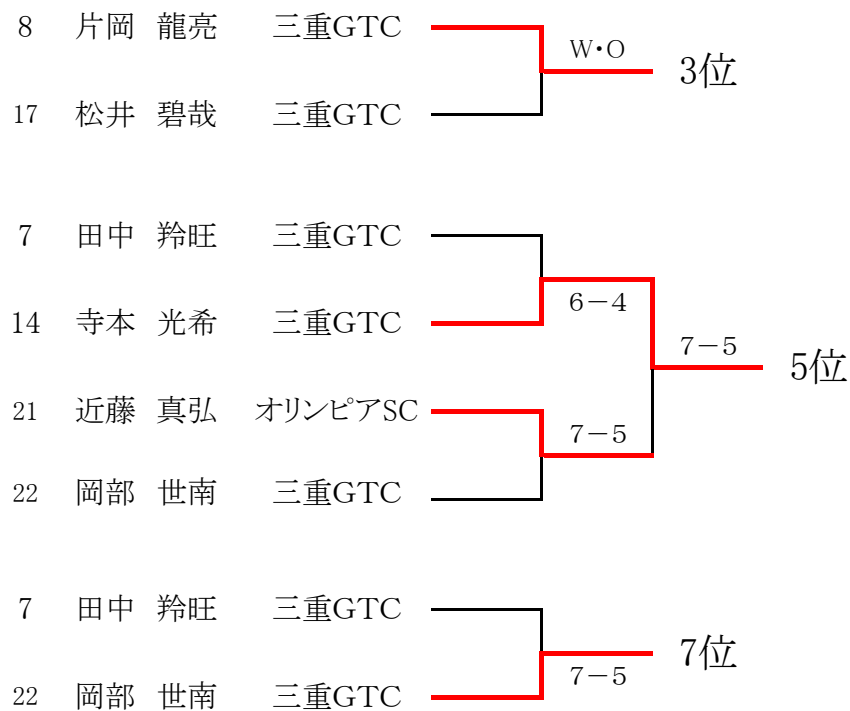 8 片岡 龍亮 三重GTC
W・O
3位
17 松井 碧哉 三重GTC
7 田中 羚旺 三重GTC
6－4
14 寺本 光希 三重GTC
7－5
5位
21 近藤 真弘 オリンピアSC
7－5
22 岡部 世南 三重GTC
7 田中 羚旺 三重GTC
7位
7－5
22 岡部 世南 三重GTC